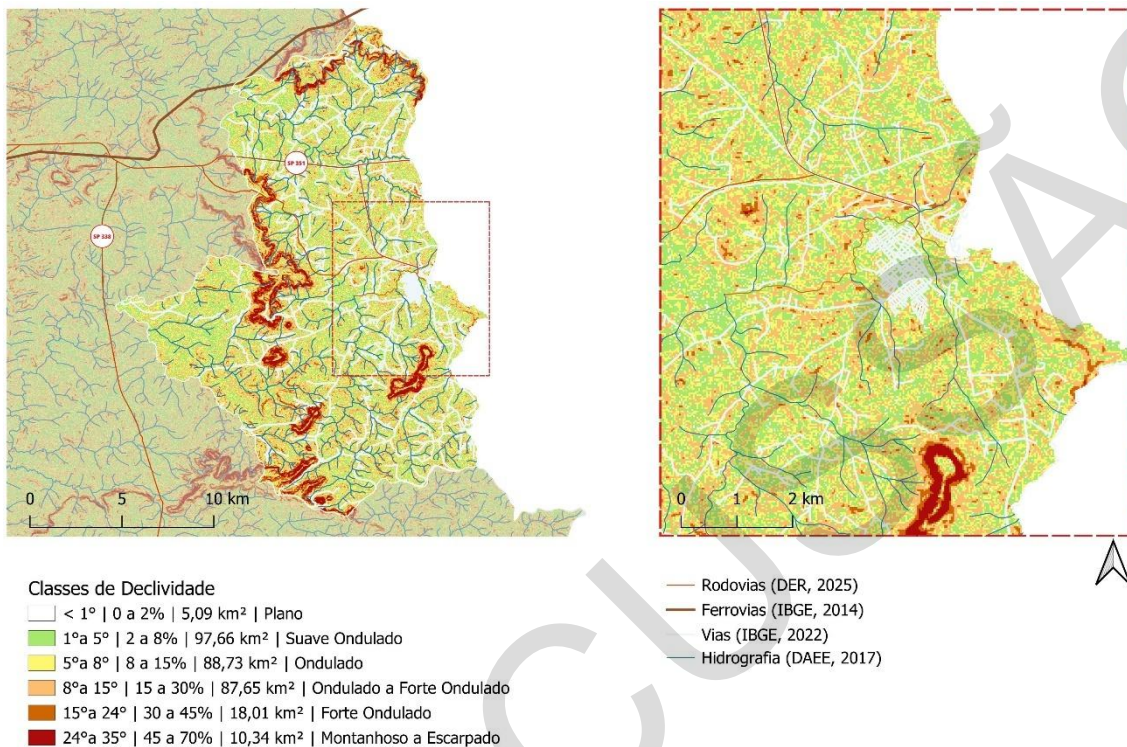 SP 351
SP 338
0 5 10 km
0 1 2 km
Classes de Declividade
< 1° | 0 a 2% | 5,09 km² | Plano
1°a 5° | 2 a 8% | 97,66 km² | Suave Ondulado
5°a 8° | 8 a 15% | 88,73 km² | Ondulado
8°a 15° | 15 a 30% | 87,65 km² | Ondulado a Forte Ondulado
15°a 24° | 30 a 45% | 18,01 km² | Forte Ondulado
24°a 35° | 45 a 70% | 10,34 km² | Montanhoso a Escarpado
Rodovias (DER, 2025)
Ferrovias (IBGE, 2014)
Vias (IBGE, 2022)
Hidrografia (DAEE, 2017)